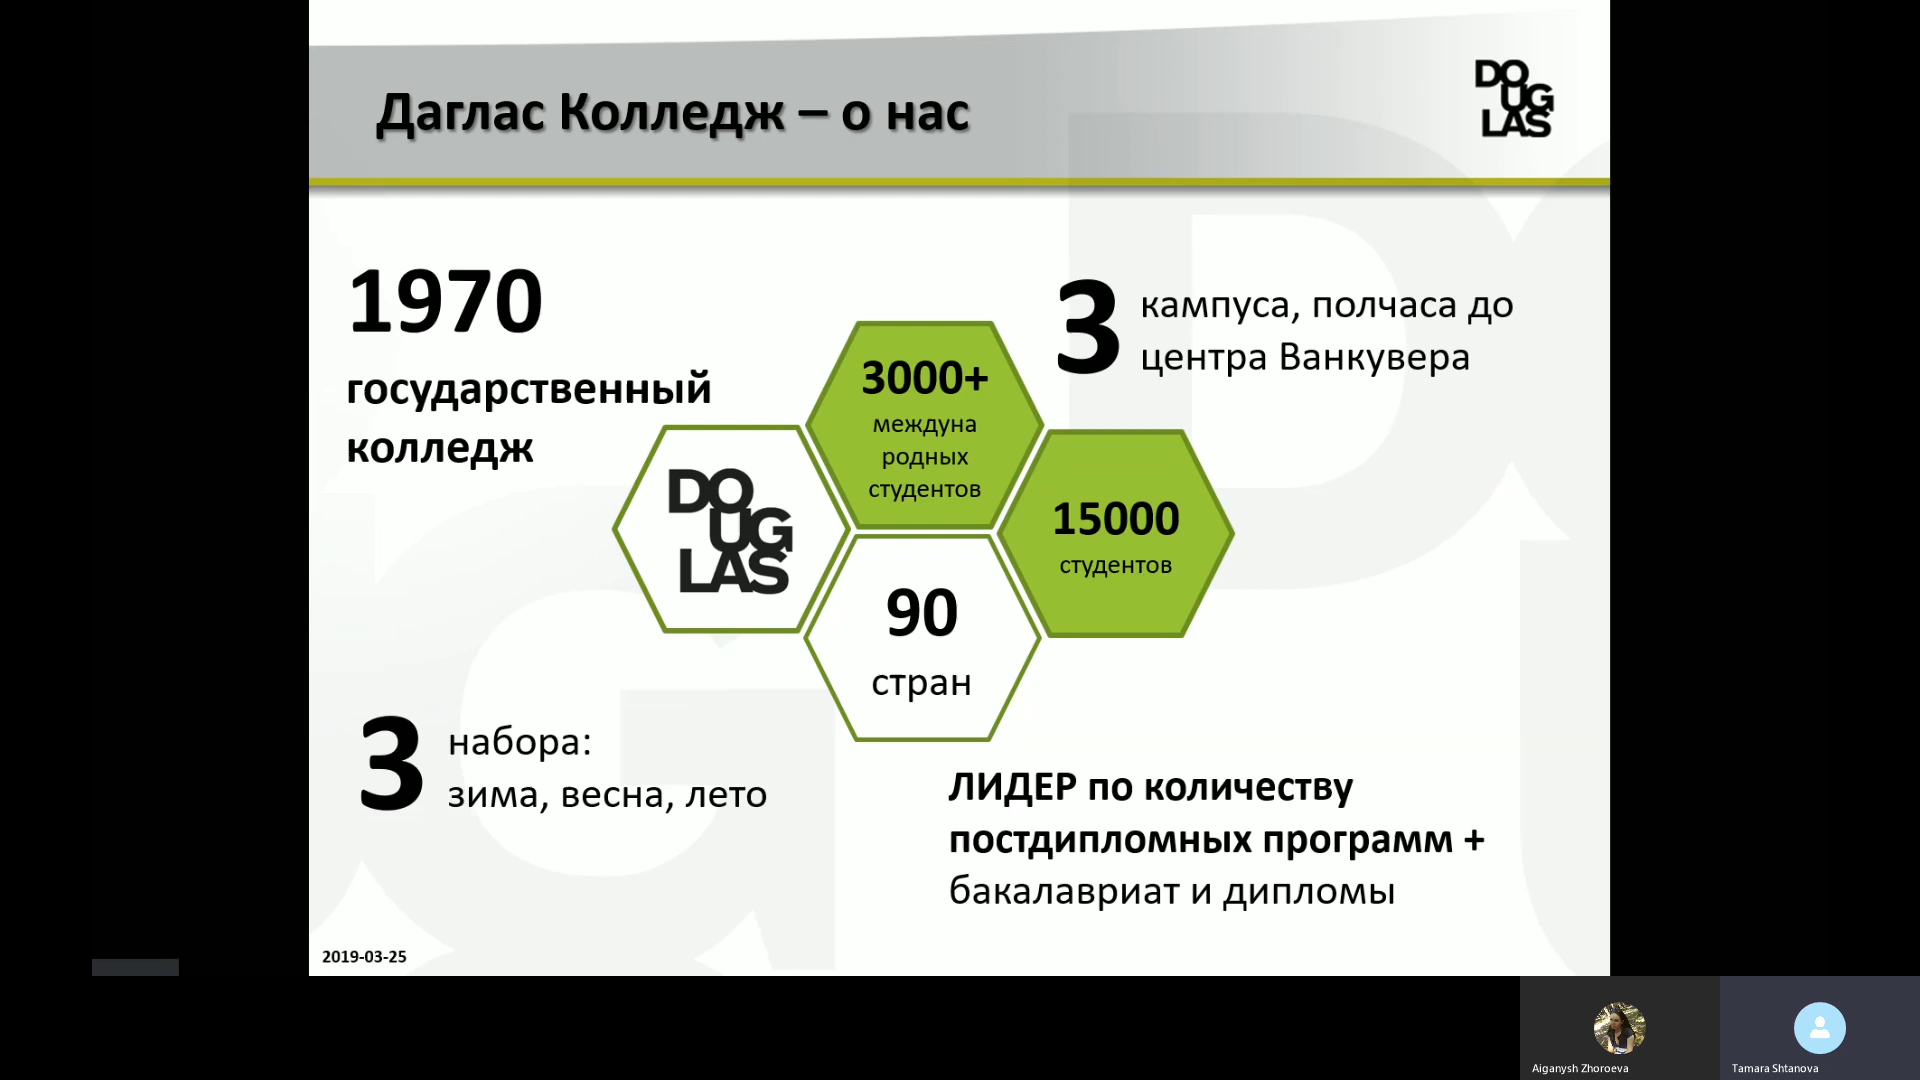 Даглас Колледж – о нас
DO
UG
LAS
1970
государственный
колледж
3
кампуса, полчаса до
центра Ванкувера
3000+
междуна
родных
студентов
DO
UG
LAS
15000
студентов
90
стран
3
набора:
зима, весна, лето
ЛИДЕР по количеству
постдипломных программ +
бакалавриат и дипломы
2019-03-25
Aiganysh Zhoroeva
Tamara Shtanova